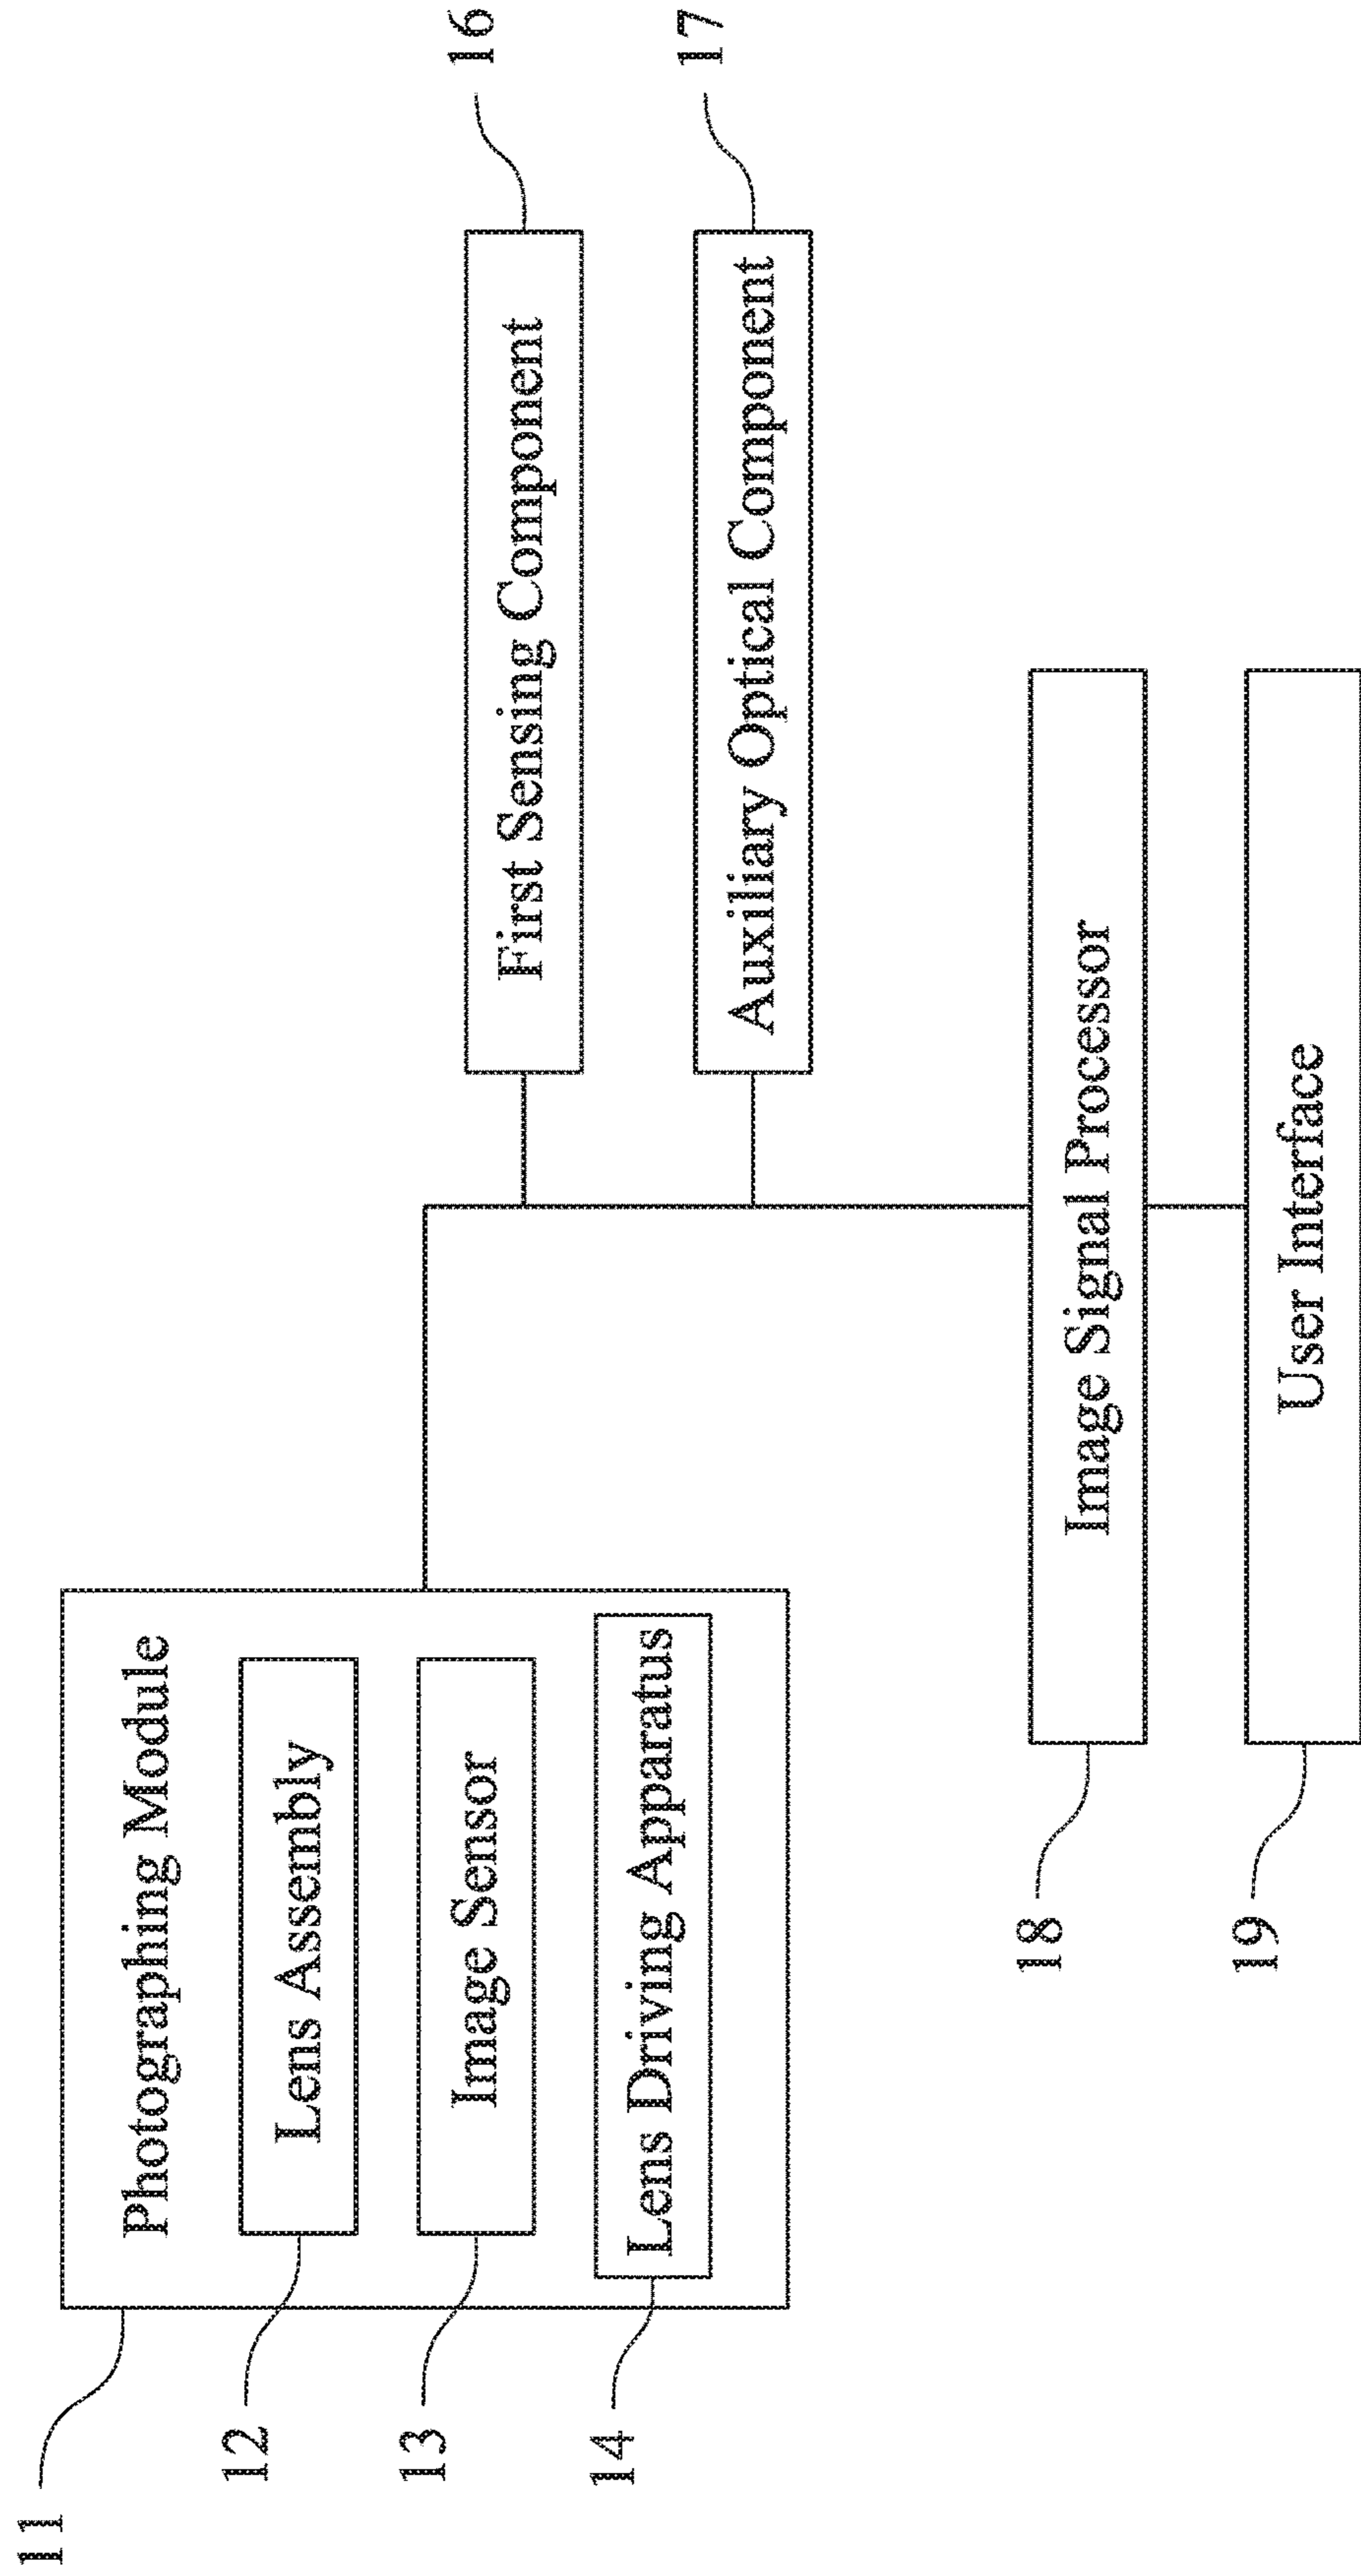 11
Photographing Module
12
Lens Assembly
13
Image Sensor
14
Lens Driving Apparatus
First Sensing Component
16
Auxiliary Optical Component
17
18
Image Signal Processor
19
User Interface